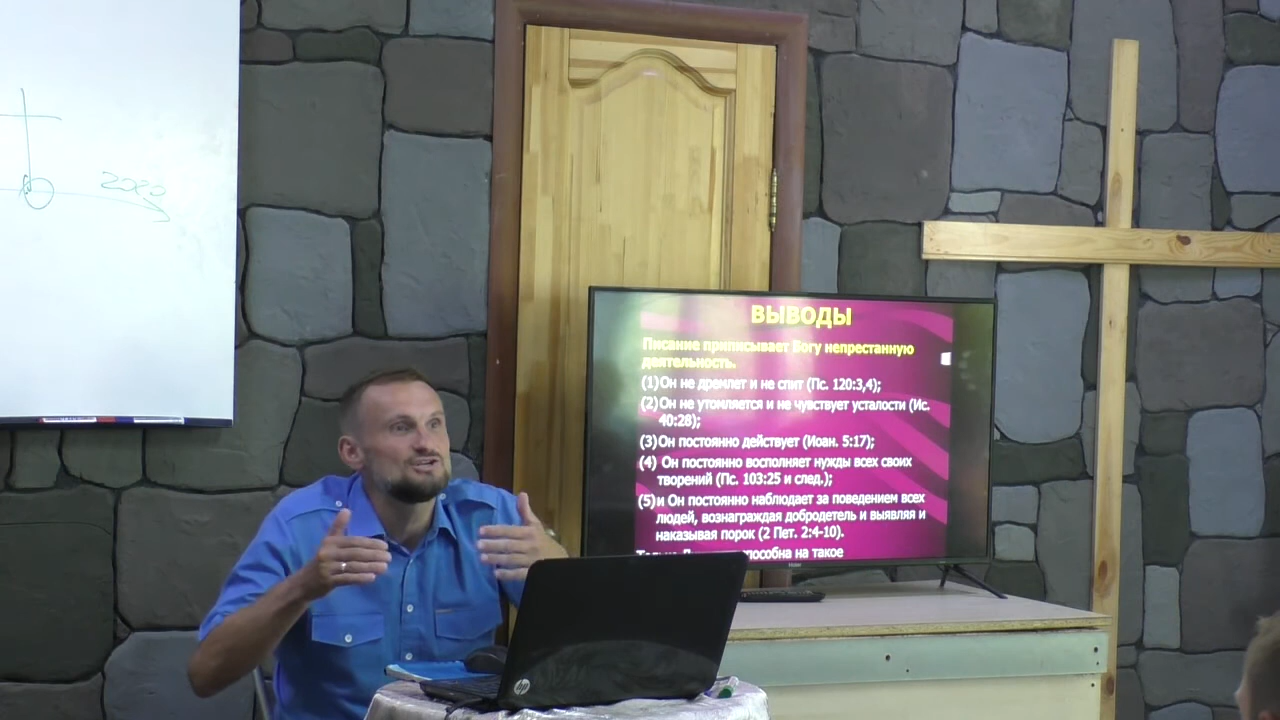 2020
ВЫВОДЫ
Писание приписывает Богу непрестанную
деятельность.
(1) Он не дремлет и не спит (Пс. 120:3,4);
(2) Он не утомляется и не чувствует усталости (Ис.
40:28);
(3) Он постоянно действует (Иоан. 5:17);
(4) Он постоянно восполняет нужды всех своих
творений (Пс. 103:25 и след.);
(5) и Он постоянно наблюдает за поведением всех
людей, вознаграждая добродетель и выявляя и
наказывая порок (2 Пет. 2:4-10).
способна на такое
Haier
hp